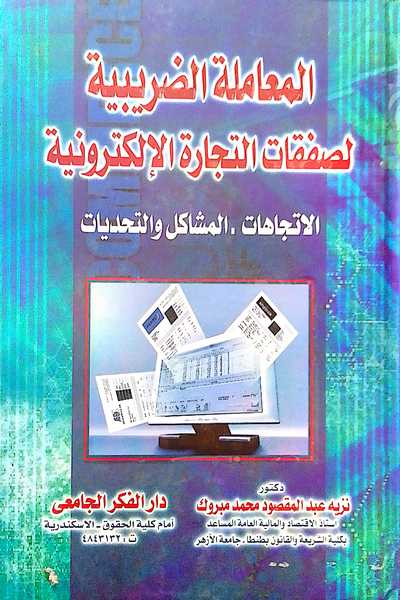 المعاملة الضريبية
لصفقات التجارة الإلكترونية
الاتجاهات . المشاكل والتحديات
دكتور
نزيه عبد المقصود محمد مبروك
أستاذ الاقتصاد والمالية العامة المساعد
بكلية الشريعة والقانون بطنطا ، جامعة الأزهر
دار الفكر الجامعى
أمام كلية الحقوق - الاسكندرية
ت : ٤٨٤٣١٣٢